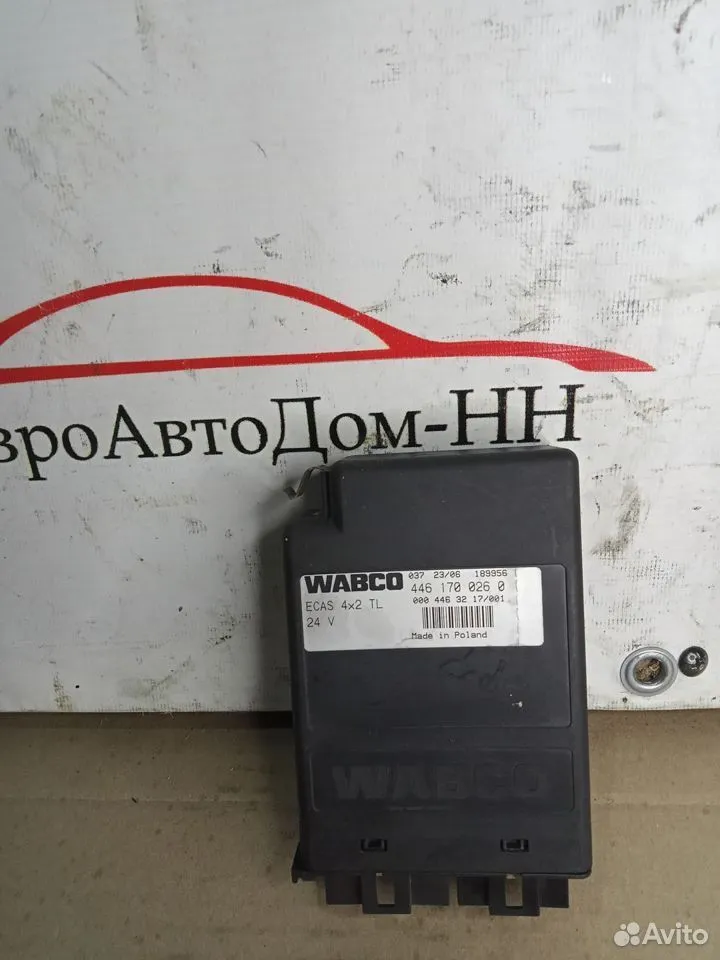 вроАвтоДом-НН
WABCO 037 23/06 189956
446 170 026 0
ECAS 4x2 TL 000 446 32 17/001
24 V
Made in Poland
WABCO
Avito